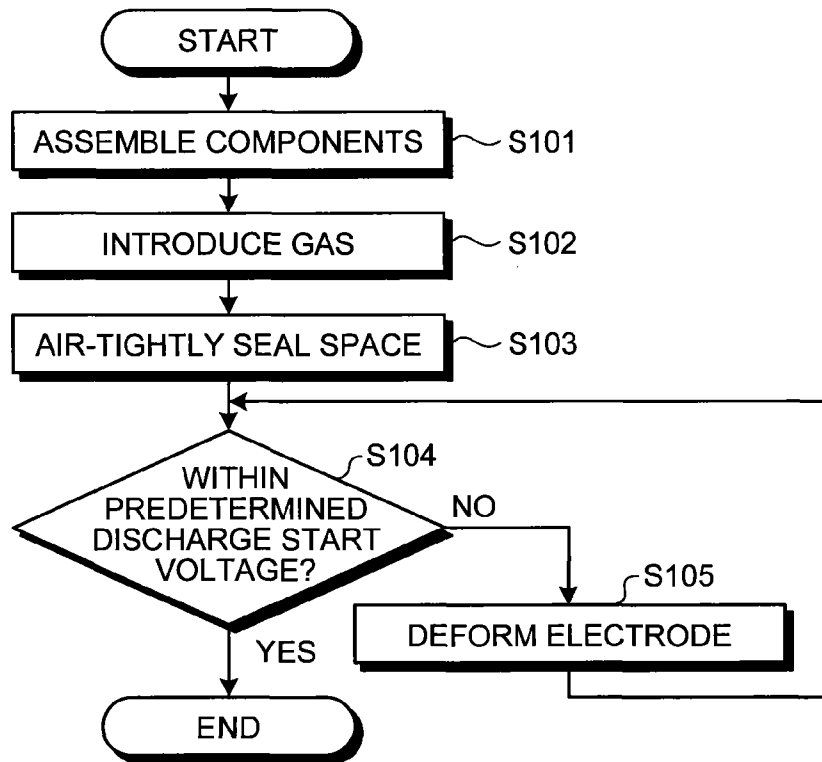 START
ASSEMBLE COMPONENTS
S101
INTRODUCE GAS
S102
AIR-TIGHTLY SEAL SPACE
S103
S104
WITHIN
PREDETERMINED
DISCHARGE START
VOLTAGE?
NO
S105
DEFORM ELECTRODE
YES
END